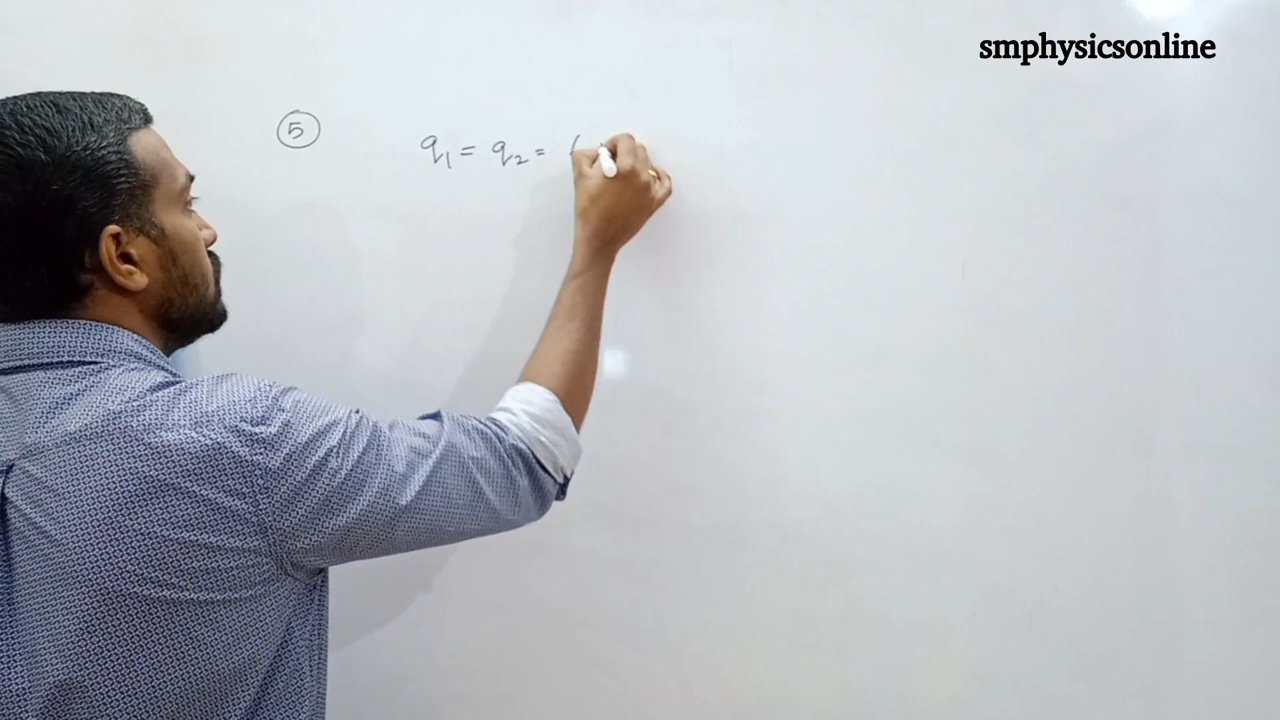 smphysicsonline
⑤ q₁ = q₂ = (